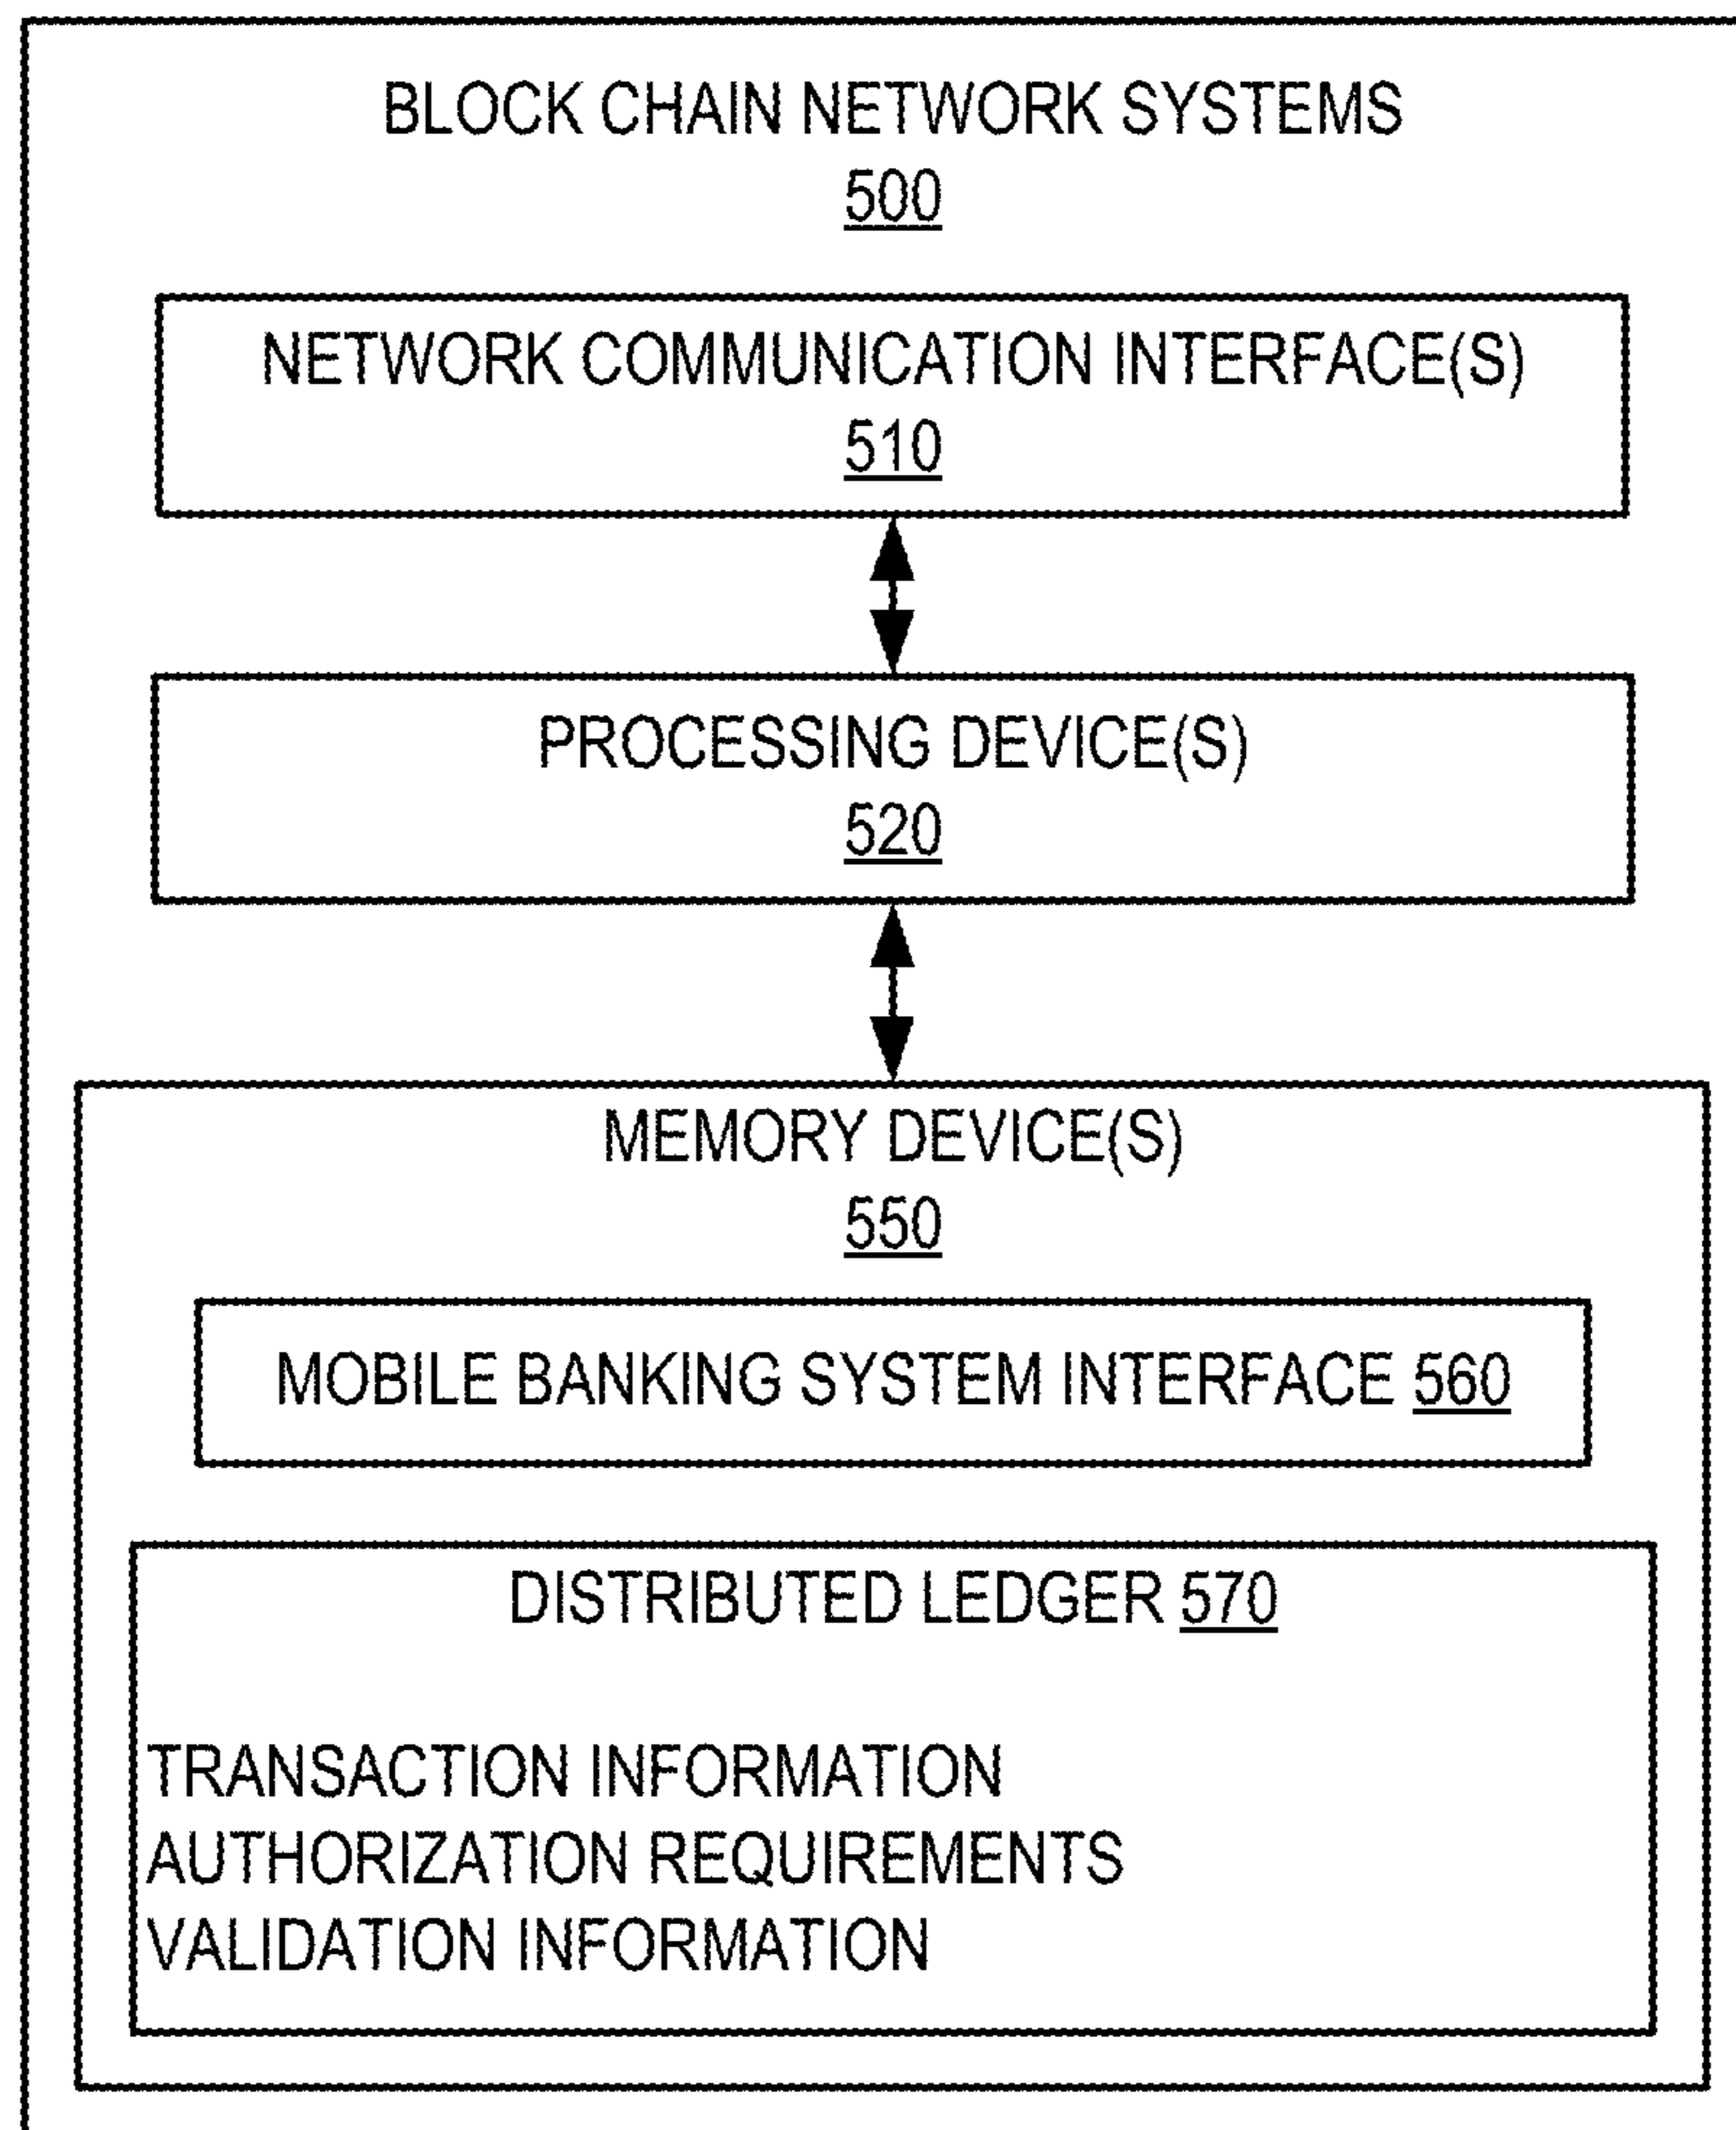 BLOCK CHAIN NETWORK SYSTEMS
500
NETWORK COMMUNICATION INTERFACE(S)
510
PROCESSING DEVICE(S)
520
MEMORY DEVICE(S)
550
MOBILE BANKING SYSTEM INTERFACE 560
DISTRIBUTED LEDGER 570
TRANSACTION INFORMATION
AUTHORIZATION REQUIREMENTS
VALIDATION INFORMATION